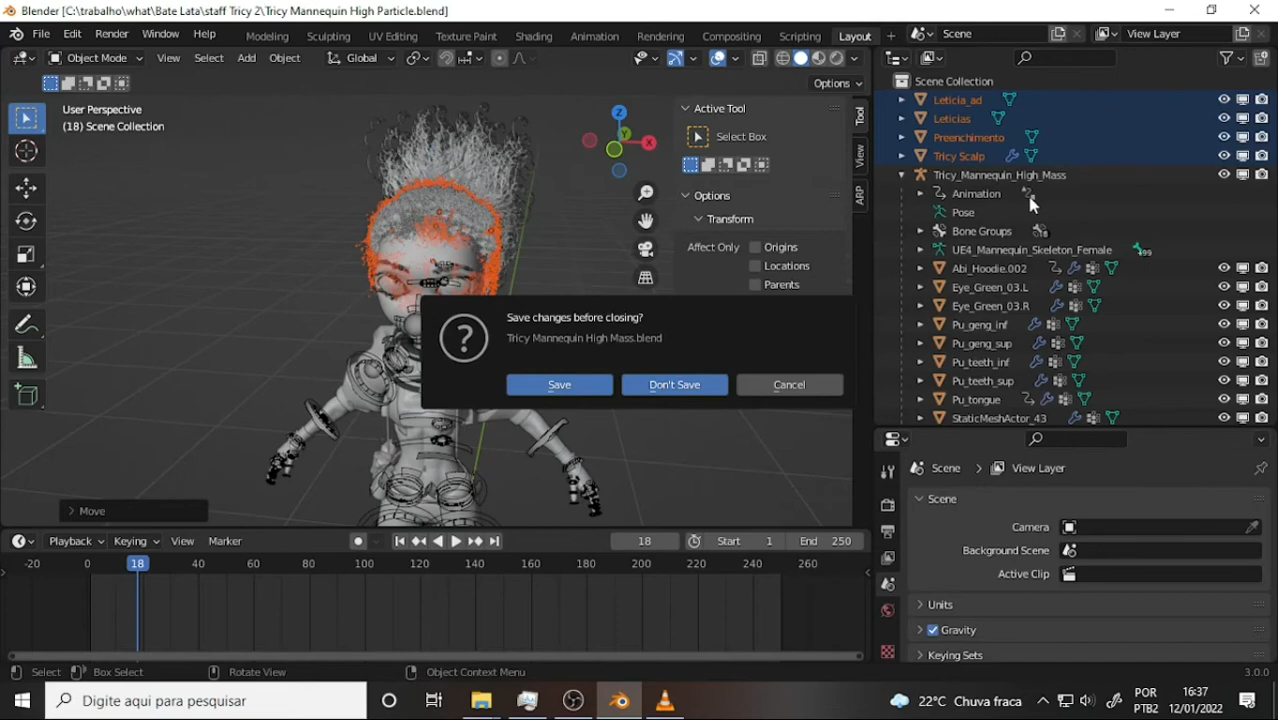 Blender [C:\trabalho\what\Bate Lata\staff Tricy 2\Tricy Mannequin High Particle.blend]
File Edit Render Window Help Modeling Sculpting UV Editing Texture Paint Shading Animation Rendering Compositing Scripting Layout + Scene View Layer
Object Mode View Select Add Object Global
Options
User Perspective
(18) Scene Collection
Z
Y
X
Active Tool
Select Box
Options
Transform
Affect Only Origins
Locations
Parents
Tool
View
ARP
Scene Collection
Leticia_ad
Leticias
Preenchimento
Tricy Scalp
Tricy_Mannequin_High_Mass
Animation
Pose
Bone Groups
UE4_Mannequin_Skeleton_Female
Abi_Hoodie.002
Eye_Green_03.L
Eye_Green_03.R
Pu_geng_inf
Pu_geng_sup
Pu_teeth_inf
Pu_teeth_sup
Pu_tongue
StaticMeshActor_43
Save changes before closing?
Tricy Mannequin High Mass.blend
Save Don't Save Cancel
Move
Scene View Layer
Scene
Camera
Background Scene
Active Clip
Units
Gravity
Keying Sets
Playback Keying View Marker 18 Start 1 End 250
-20 0 18 40 60 80 100 120 140 160 180 200 220 240 260
Select Box Select Rotate View Object Context Menu 3.0.0
Digite aqui para pesquisar
22°C Chuva fraca
POR
PTB2
16:37
12/01/2022